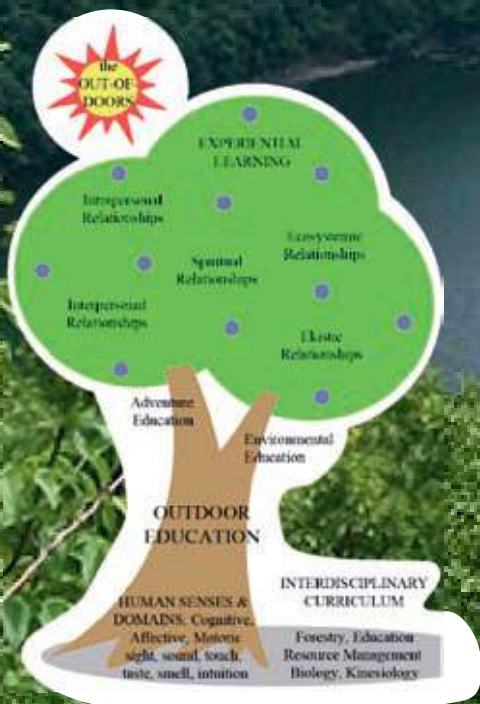 the
OUT-OF-
DOORS
EXPERIENTIAL
LEARNING
Intrapersonal
Relationships
Ecosystemic
Relationships
Spiritual
Relationships
Interpersonal
Relationships
Ekistic
Relationships
Adventure
Education
Environmental
Education
OUTDOOR
EDUCATION
INTERDISCIPLINARY
CURRICULUM
HUMAN SENSES &
DOMAINS: Cognitive,
Affective, Motoric
sight, sound, touch,
taste, smell, intuition
Forestry, Education
Resource Management
Biology, Kinesiology